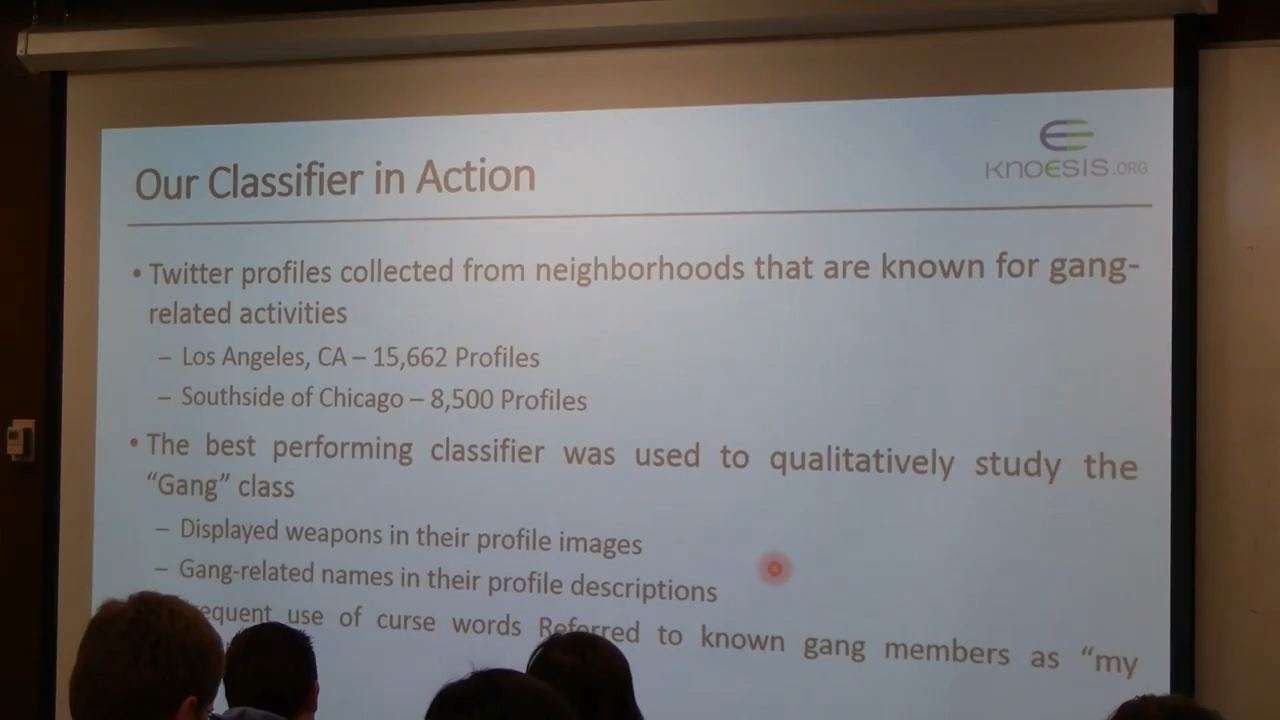 Our Classifier in Action
KNOESIS.ORG
• Twitter profiles collected from neighborhoods that are known for gang-
related activities
– Los Angeles, CA – 15,662 Profiles
– Southside of Chicago – 8,500 Profiles
• The best performing classifier was used to qualitatively study the
“Gang” class
– Displayed weapons in their profile images
– Gang-related names in their profile descriptions
use of curse words Referred to known gang members as “my